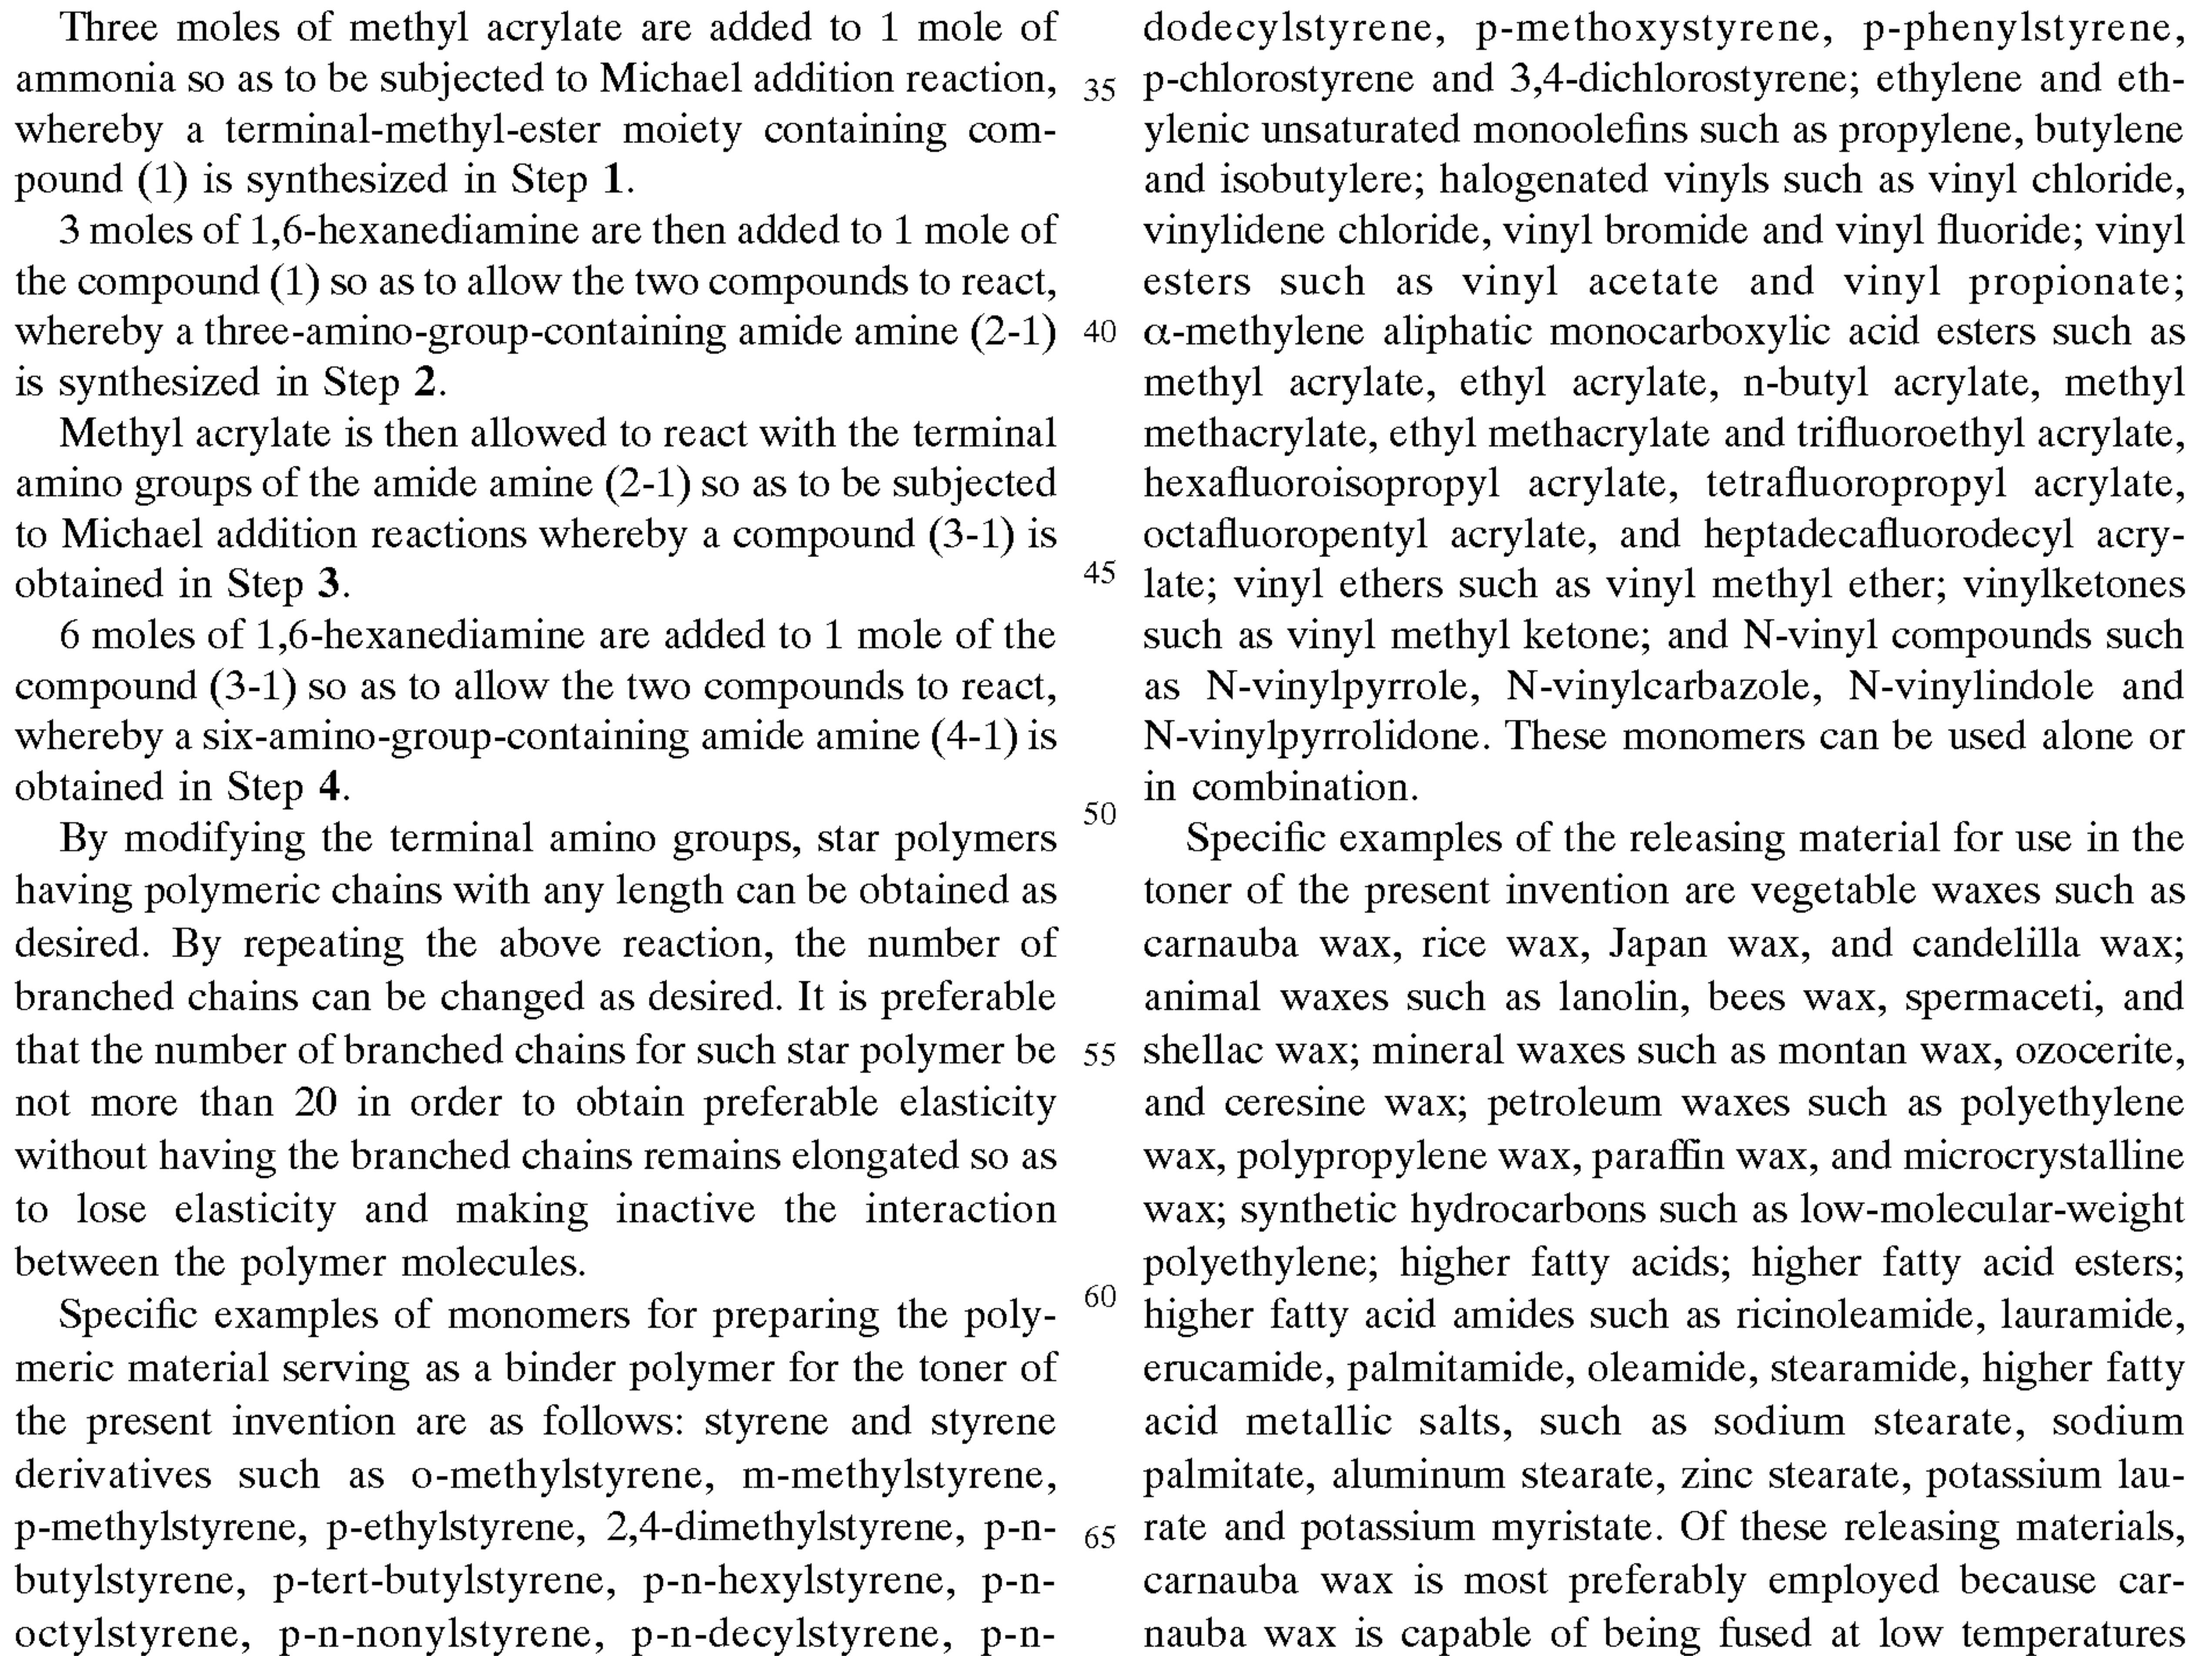 Three moles of methyl acrylate are added to 1 mole of
ammonia so as to be subjected to Michael addition reaction,
whereby a terminal-methyl-ester moiety containing com-
pound (1) is synthesized in Step 1.
3 moles of 1,6-hexanediamine are then added to 1 mole of
the compound (1) so as to allow the two compounds to react,
whereby a three-amino-group-containing amide amine (2-1)
is synthesized in Step 2.
Methyl acrylate is then allowed to react with the terminal
amino groups of the amide amine (2-1) so as to be subjected
to Michael addition reactions whereby a compound (3-1) is
obtained in Step 3.
6 moles of 1,6-hexanediamine are added to 1 mole of the
compound (3-1) so as to allow the two compounds to react,
whereby a six-amino-group-containing amide amine (4-1) is
obtained in Step 4.
By modifying the terminal amino groups, star polymers
having polymeric chains with any length can be obtained as
desired. By repeating the above reaction, the number of
branched chains can be changed as desired. It is preferable
that the number of branched chains for such star polymer be
not more than 20 in order to obtain preferable elasticity
without having the branched chains remains elongated so as
to lose elasticity and making inactive the interaction
between the polymer molecules.
Specific examples of monomers for preparing the poly-
meric material serving as a binder polymer for the toner of
the present invention are as follows: styrene and styrene
derivatives such as o-methylstyrene, m-methylstyrene,
p-methylstyrene, p-ethylstyrene, 2,4-dimethylstyrene, p-n-
butylstyrene, p-tert-butylstyrene, p-n-hexylstyrene, p-n-
octylstyrene, p-n-nonylstyrene, p-n-decylstyrene, p-n-
35
40
45
50
55
60
65
dodecylstyrene, p-methoxystyrene, p-phenylstyrene,
p-chlorostyrene and 3,4-dichlorostyrene; ethylene and eth-
ylenic unsaturated monoolefins such as propylene, butylene
and isobutylere; halogenated vinyls such as vinyl chloride,
vinylidene chloride, vinyl bromide and vinyl fluoride; vinyl
esters such as vinyl acetate and vinyl propionate;
α-methylene aliphatic monocarboxylic acid esters such as
methyl acrylate, ethyl acrylate, n-butyl acrylate, methyl
methacrylate, ethyl methacrylate and trifluoroethyl acrylate,
hexafluoroisopropyl acrylate, tetrafluoropropyl acrylate,
octafluoropentyl acrylate, and heptadecafluorodecyl acry-
late; vinyl ethers such as vinyl methyl ether; vinylketones
such as vinyl methyl ketone; and N-vinyl compounds such
as N-vinylpyrrole, N-vinylcarbazole, N-vinylindole and
N-vinylpyrrolidone. These monomers can be used alone or
in combination.
Specific examples of the releasing material for use in the
toner of the present invention are vegetable waxes such as
carnauba wax, rice wax, Japan wax, and candelilla wax;
animal waxes such as lanolin, bees wax, spermaceti, and
shellac wax; mineral waxes such as montan wax, ozocerite,
and ceresine wax; petroleum waxes such as polyethylene
wax, polypropylene wax, paraffin wax, and microcrystalline
wax; synthetic hydrocarbons such as low-molecular-weight
polyethylene; higher fatty acids; higher fatty acid esters;
higher fatty acid amides such as ricinoleamide, lauramide,
erucamide, palmitamide, oleamide, stearamide, higher fatty
acid metallic salts, such as sodium stearate, sodium
palmitate, aluminum stearate, zinc stearate, potassium lau-
rate and potassium myristate. Of these releasing materials,
carnauba wax is most preferably employed because car-
nauba wax is capable of being fused at low temperatures